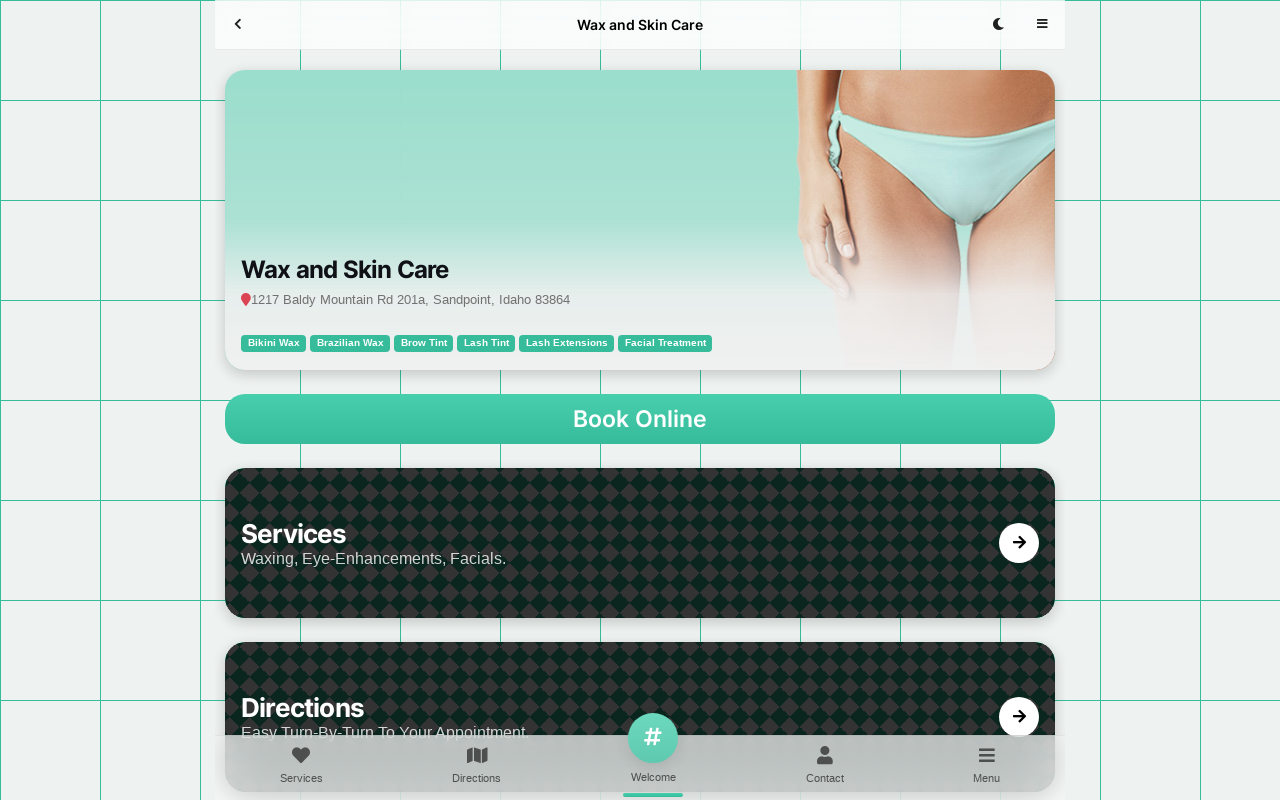 Wax and Skin Care
Wax and Skin Care
1217 Baldy Mountain Rd 201a, Sandpoint, Idaho 83864
Bikini Wax Brazilian Wax Brow Tint Lash Tint Lash Extensions Facial Treatment
Book Online
Services
Waxing, Eye-Enhancements, Facials.
Directions
Easy Turn-By-Turn To Your Appointment.
#
Services Directions Welcome Contact Menu